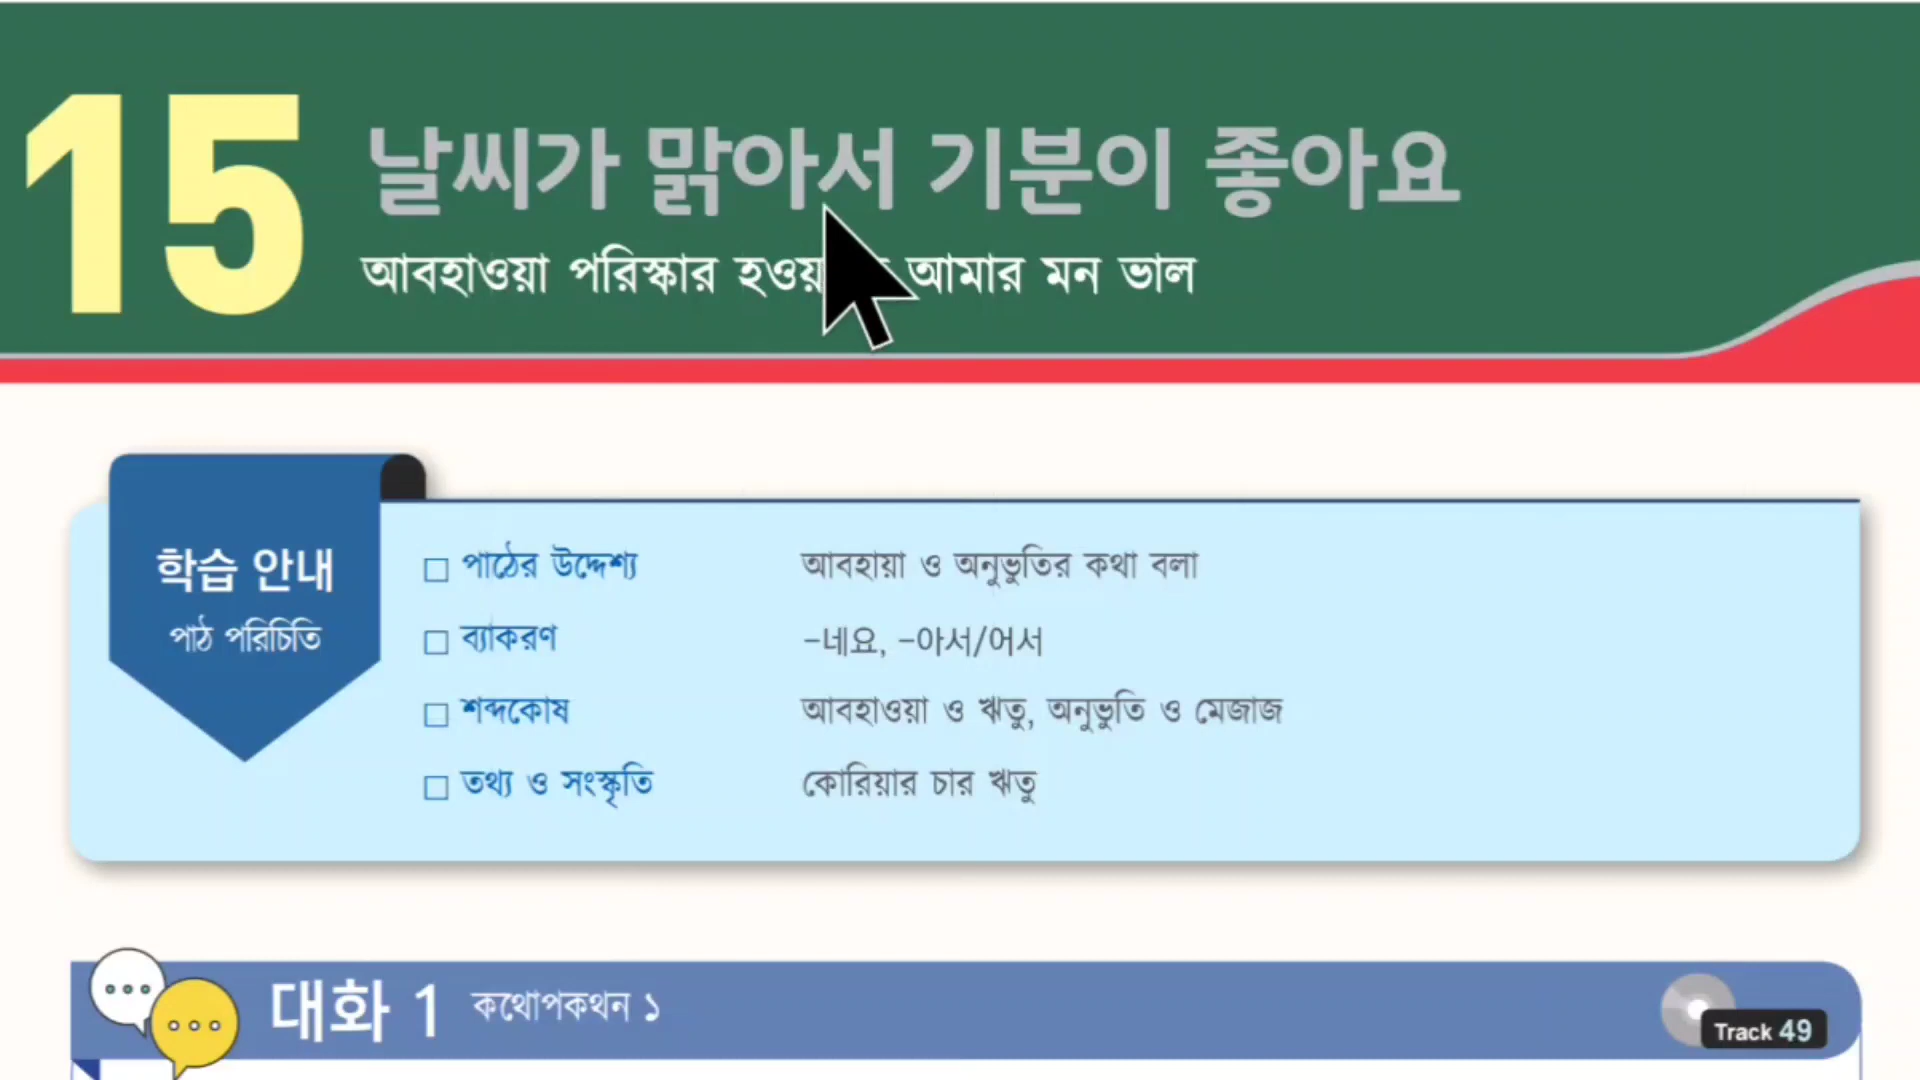 15
날씨가 맑아서 기분이 좋아요
আবহাওয়া পরিস্কার আমার মন ভাল
학습 안내
পাঠ পরিচিতি
□ পাঠের উদ্দেশ্য আবহায়া ও অনুভুতির কথা বলা
□ ব্যাকরণ -네요, -아서/어서
□ শব্দকোষ আবহাওয়া ও ঋতু, অনুভুতি ও মেজাজ
□ তথ্য ও সংস্কৃতি কোরিয়ার চার ঋতু
대화 1 কথোপকথন ১
Track 49